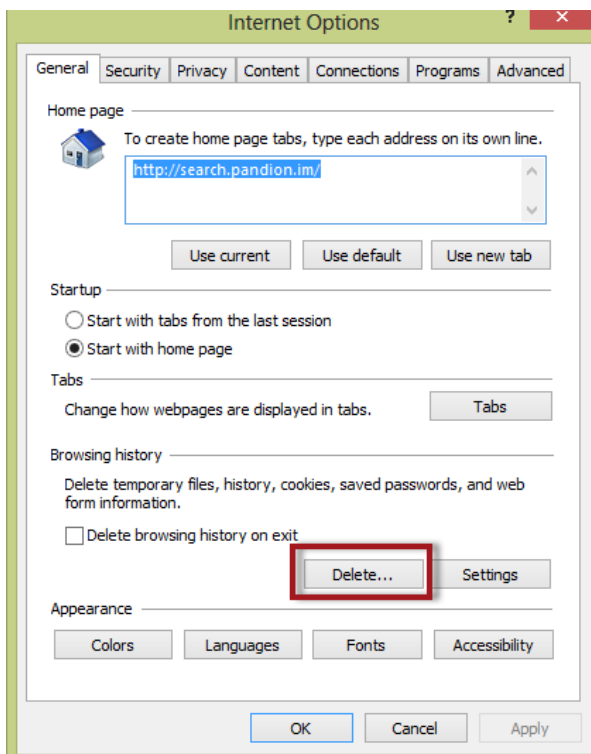 Internet Options
?
×
General Security Privacy Content Connections Programs Advanced
Home page
To create home page tabs, type each address on its own line.
http://search.pandion.im/
Use current Use default Use new tab
Startup
Start with tabs from the last session
Start with home page
Tabs
Change how webpages are displayed in tabs. Tabs
Browsing history
Delete temporary files, history, cookies, saved passwords, and web
form information.
Delete browsing history on exit
Delete... Settings
Appearance
Colors Languages Fonts Accessibility
OK Cancel Apply